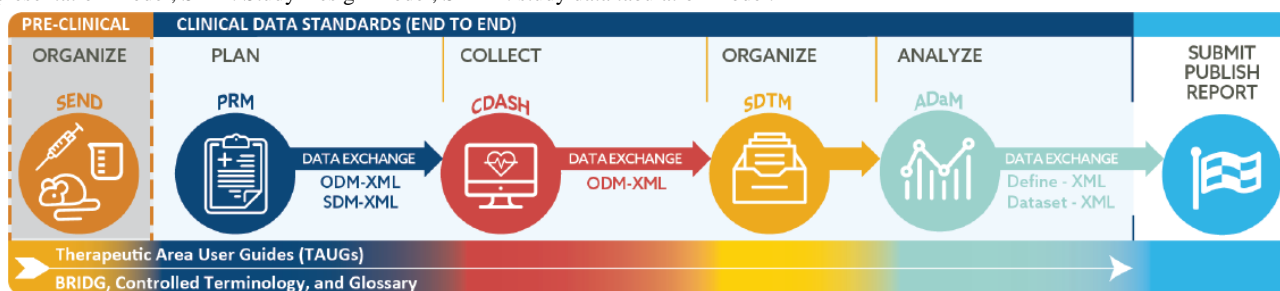 PRE-CLINICAL
CLINICAL DATA STANDARDS (END TO END)
ORGANIZE
PLAN
COLLECT
ORGANIZE
ANALYZE
SUBMIT
PUBLISH
REPORT
SEND
PRM
CDASH
SDTM
ADaM
DATA EXCHANGE
ODM-XML
SDM-XML
DATA EXCHANGE
ODM-XML
DATA EXCHANGE
Define - XML
Dataset - XML
Therapeutic Area User Guides (TAUGs)
BRIDG, Controlled Terminology, and Glossary